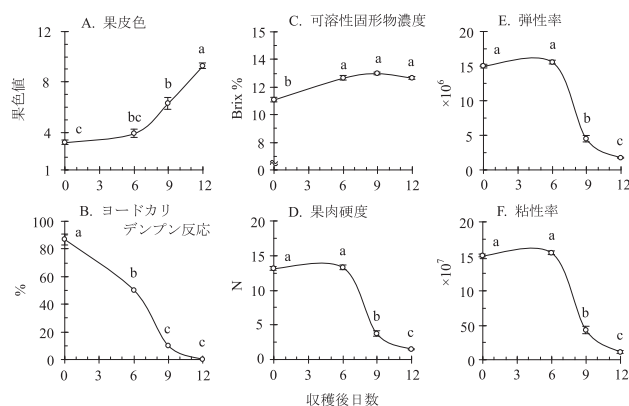 A. 果皮色
12
8
4
1
果色値
c
bc
b
a
0 3 6 9 12
C. 可溶性固形物濃度
15
13
12
10
8
0
Brix %
b
a
a
a
0 3 6 9 12
E. 弾性率
20
15
10
5
0
×10⁶
a
a
b
c
0 3 6 9 12
B. ヨードカリ
デンプン反応
100
80
60
40
20
0
%
a
b
c
c
0 3 6 9 12
D. 果肉硬度
20
15
10
5
0
N
a
a
b
c
0 3 6 9 12
F. 粘性率
20
15
10
50
0
×10⁷
a
a
b
c
0 3 6 9 12
収穫後日数